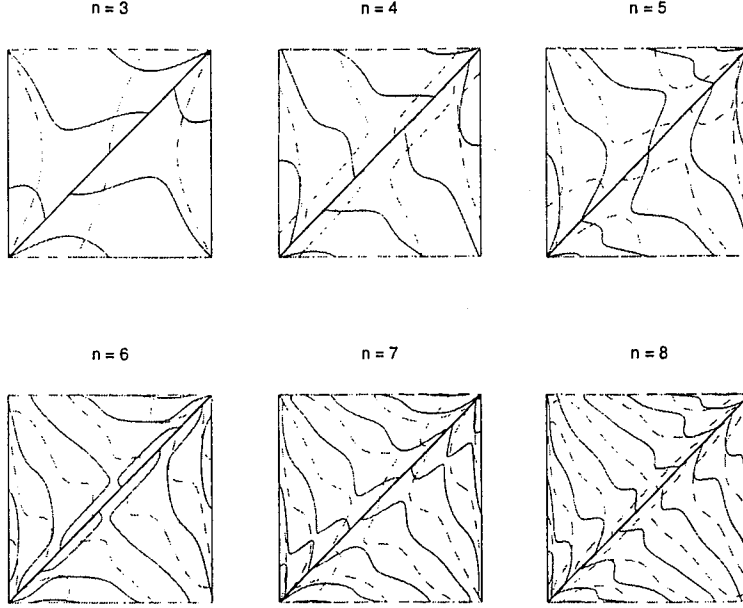 n = 3
n = 4
n = 5
n = 6
n = 7
n = 8